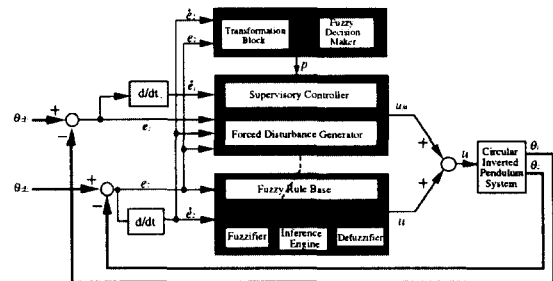 Transformation
Block
Fuzzy
Decision
Maker
p
d/dt
Supervisory Controller
Forced Disturbance Generator
+
−
+
+
u
Circular
Inverted
Pendulum
System
Fuzzy Rule Base
+
−
d/dt
u
Fuzzifier
Inference
Engine
Defuzzifier